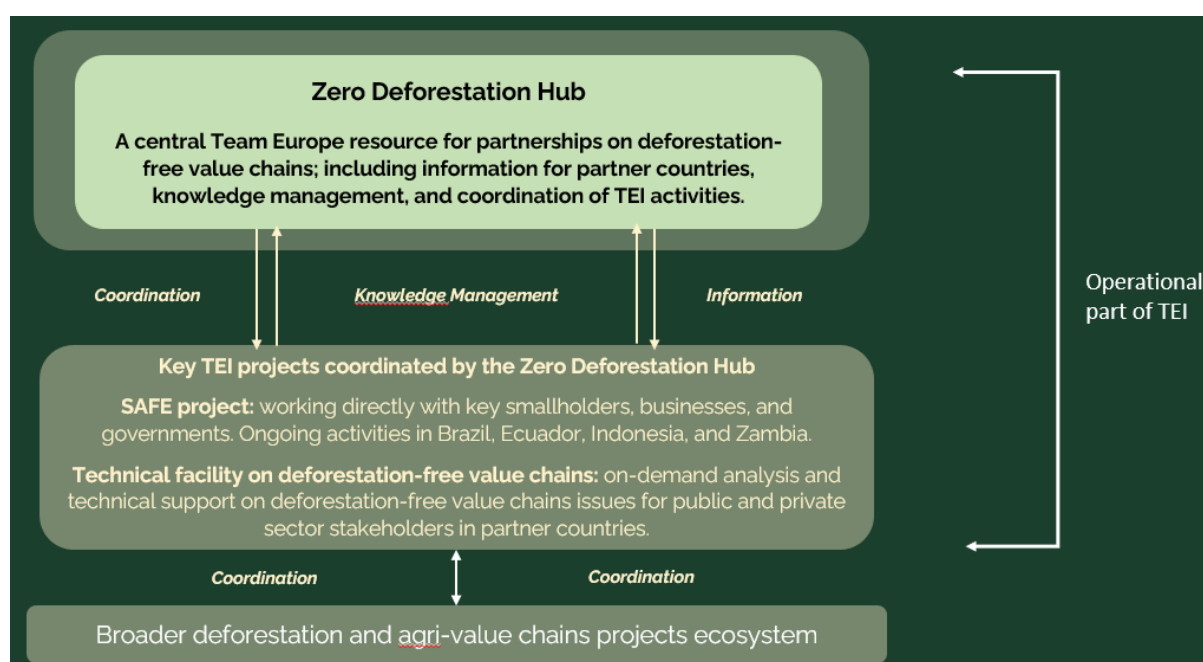 Zero Deforestation Hub
A central Team Europe resource for partnerships on deforestation-
free value chains; including information for partner countries,
knowledge management, and coordination of TEI activities.
Coordination
Knowledge Management
Information
Operational
part of TEI
Key TEI projects coordinated by the Zero Deforestation Hub
SAFE project: working directly with key smallholders, businesses, and
governments. Ongoing activities in Brazil, Ecuador, Indonesia, and Zambia.
Technical facility on deforestation-free value chains: on-demand analysis and
technical support on deforestation-free value chains issues for public and private
sector stakeholders in partner countries.
Coordination
Coordination
Broader deforestation and agri-value chains projects ecosystem